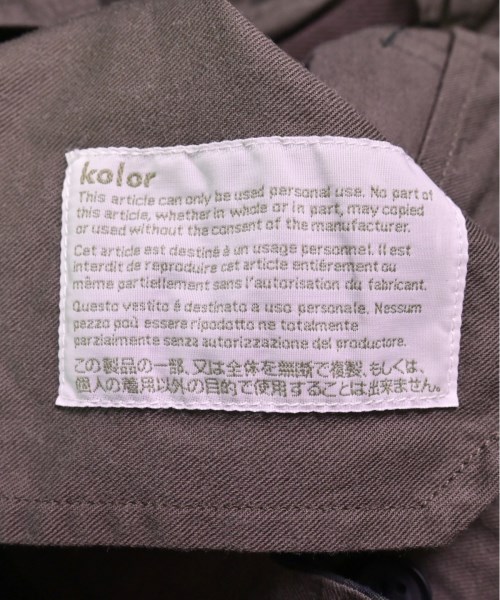 kolor
This article can only be used personal use. No part of
this article, whether in whole or in part, may copied
or used without the consent of the manufacturer.
Cet article est destiné à un usage personnel. Il est
interdit de reproduire cet article entiérement ou
même partiellement sans l'autorisation du fabricant.
Questo vestito é destinato a uso personale. Nessum
pezzo poù essere ripodotto ne totalmente
parzialmente senza autorizzazione del productore.
この製品の一部、又は全体を無断で複製、もしくは、
個人の着用以外の目的で使用することは出来ません。